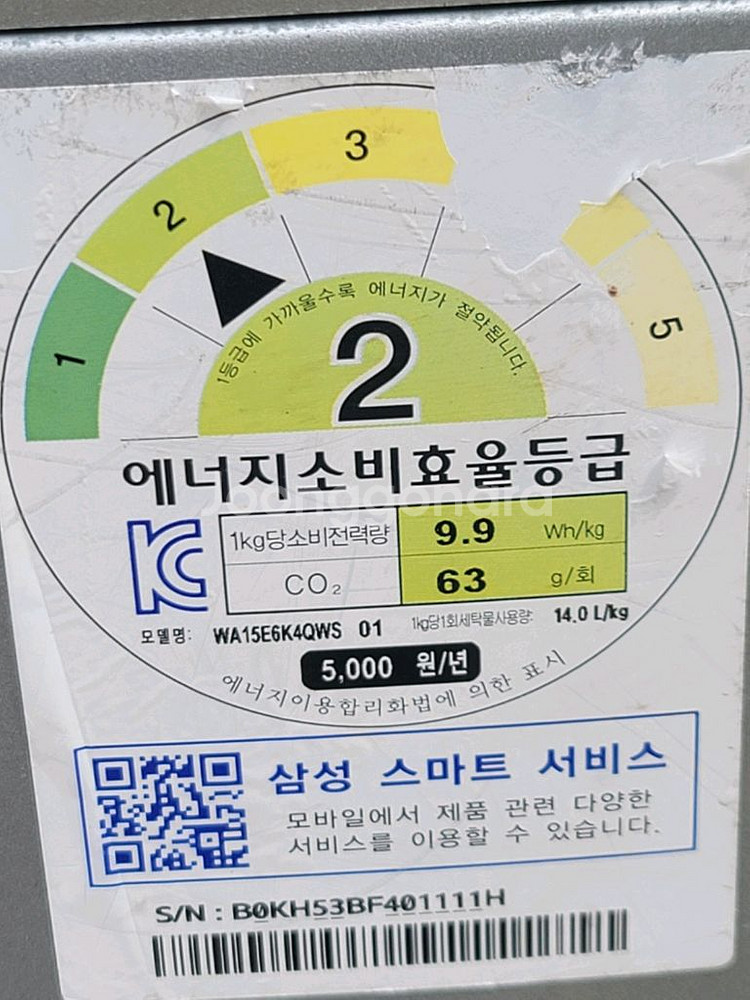 1
2
3
5
1등급에 가까울수록 에너지가 절약됩니다.
2
에너지소비효율등급
Joonggonara
1kg당소비전력량 9.9 Wh/kg
CO₂ 63 g/회
모델명: WA15E6K4QWS 01 1kg당1회세탁물사용량: 14.0 L/kg
5,000 원/년
에너지이용합리화법에 의한 표시
삼성 스마트 서비스
모바일에서 제품 관련 다양한
서비스를 이용할 수 있습니다.
S/N : B0KH53BF401111H